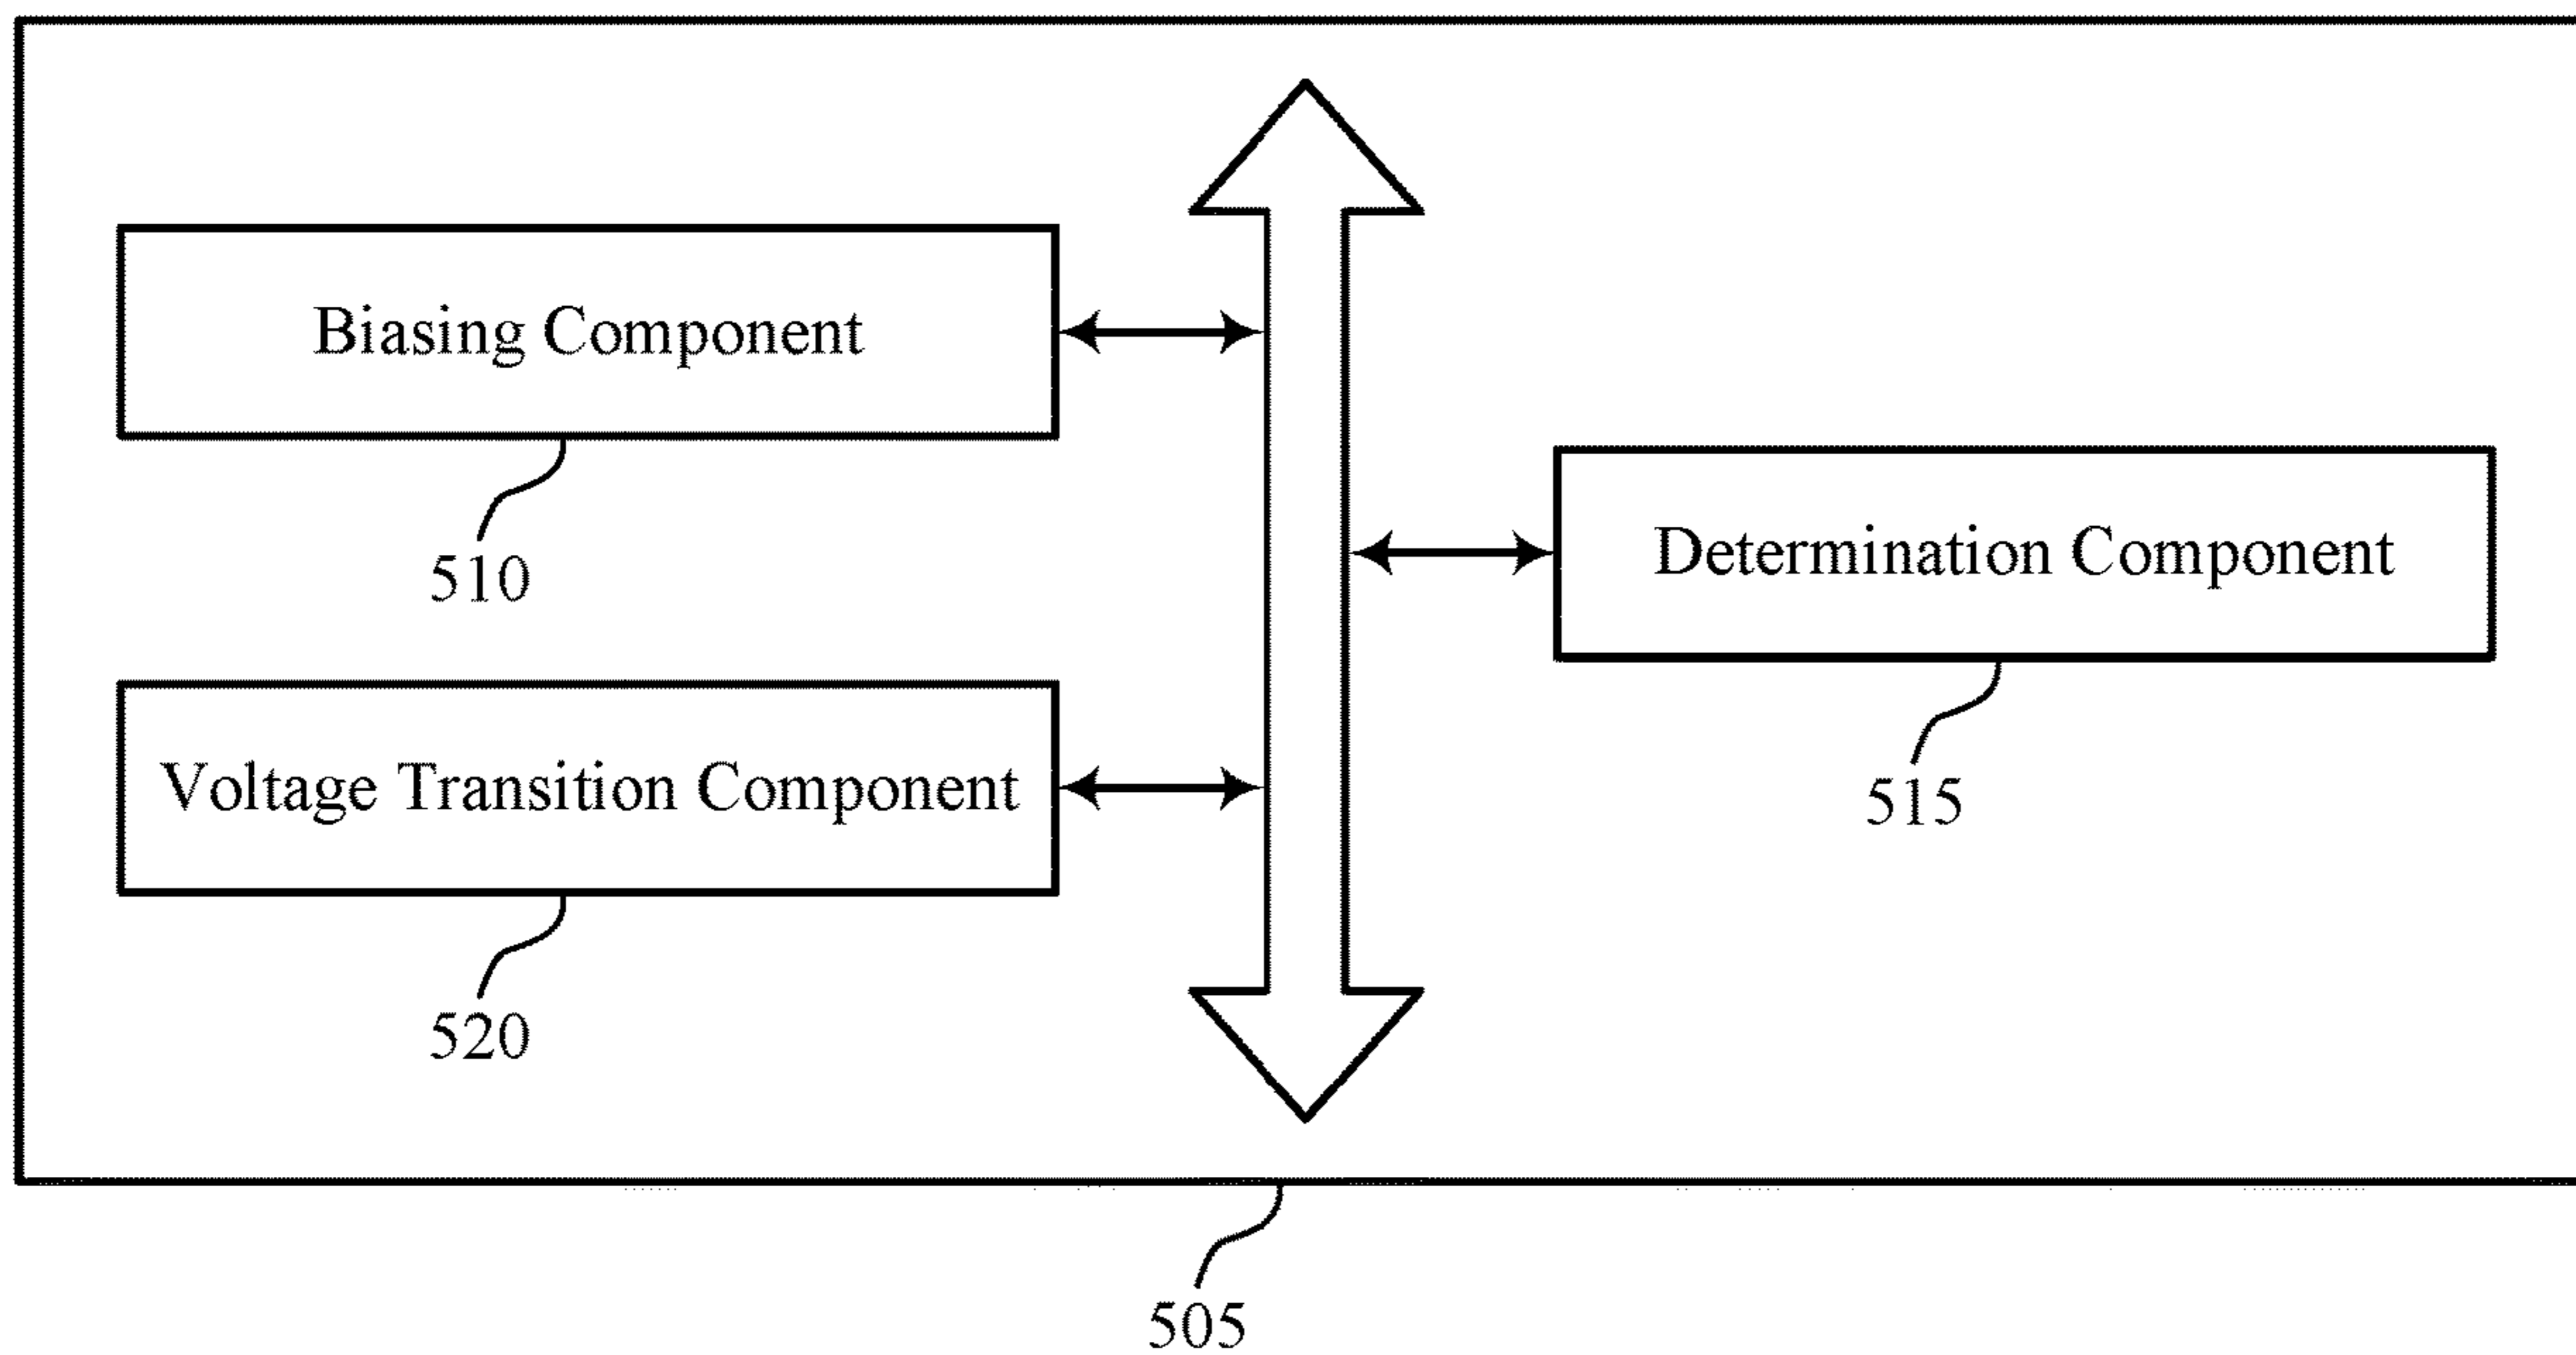 Biasing Component
510
Determination Component
515
Voltage Transition Component
520
505